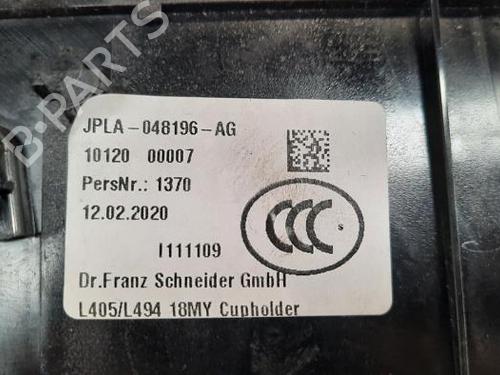 JPLA-048196-AG
10120 00007
PersNr.: 1370
12.02.2020
I111109
CCC
Dr.Franz Schneider GmbH
L405/L494 18MY Cupholder
B-PARTS